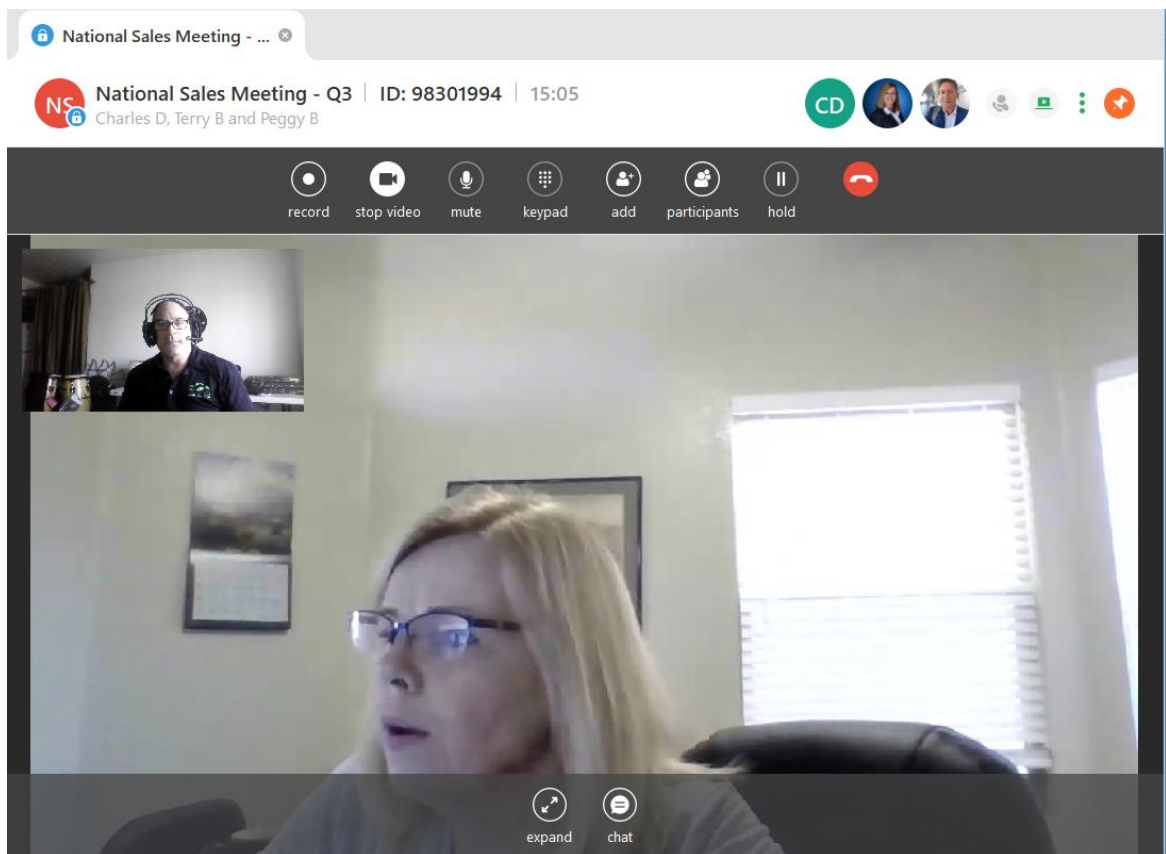 National Sales Meeting - ...
NS
National Sales Meeting - Q3 | ID: 98301994 | 15:05
Charles D, Terry B and Peggy B
CD
record stop video mute keypad add participants hold
expand chat